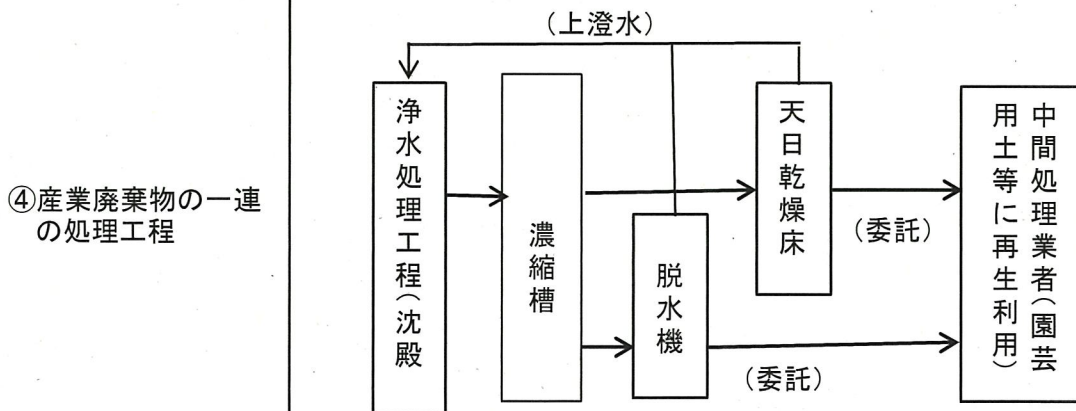 ④産業廃棄物の一連
の処理工程
(上澄水)
浄水処理工程(沈殿
濃縮槽
脱水機
天日乾燥床
(委託)
(委託)
中間処理業者(園芸
用土等に再生利用)